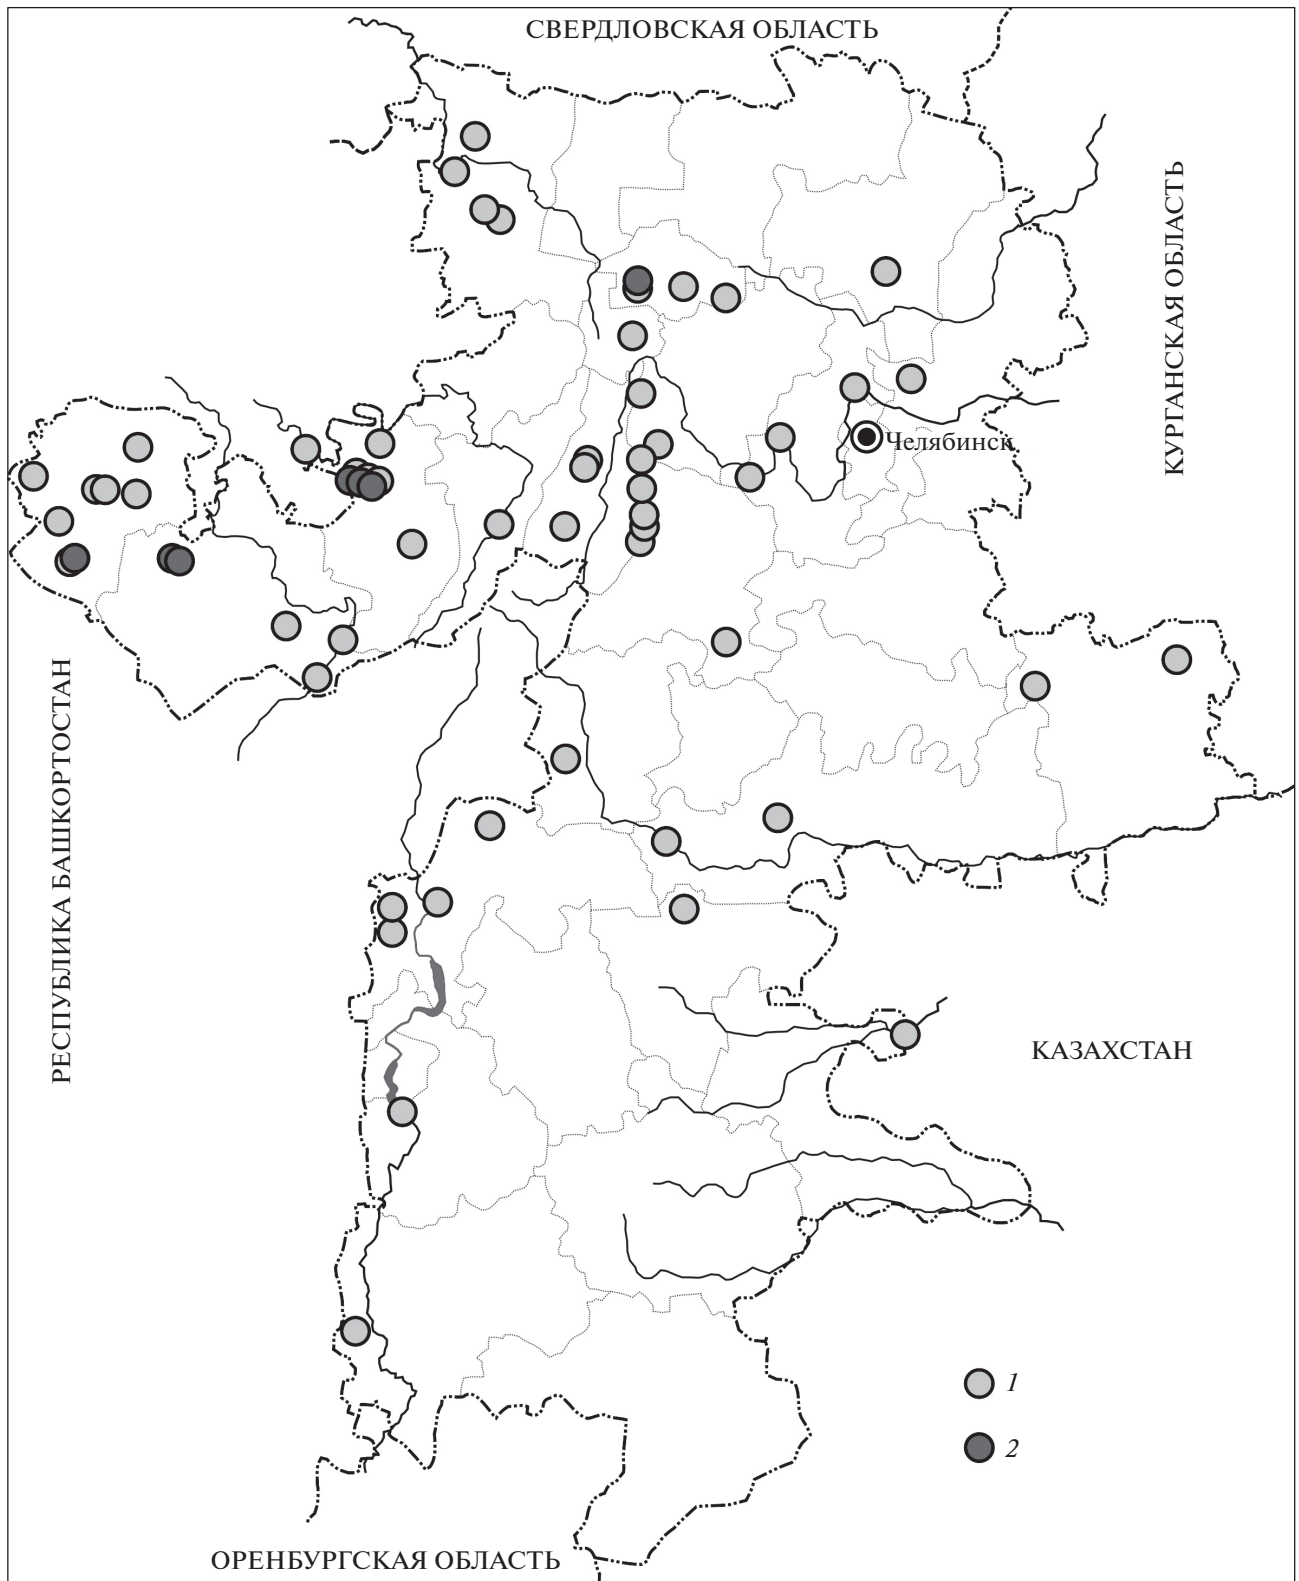 СВЕРДЛОВСКАЯ ОБЛАСТЬ
КУРГАНСКАЯ ОБЛАСТЬ
Челябинск
РЕСПУБЛИКА БАШКОРТОСТАН
КАЗАХСТАН
1
2
ОРЕНБУРГСКАЯ ОБЛАСТЬ